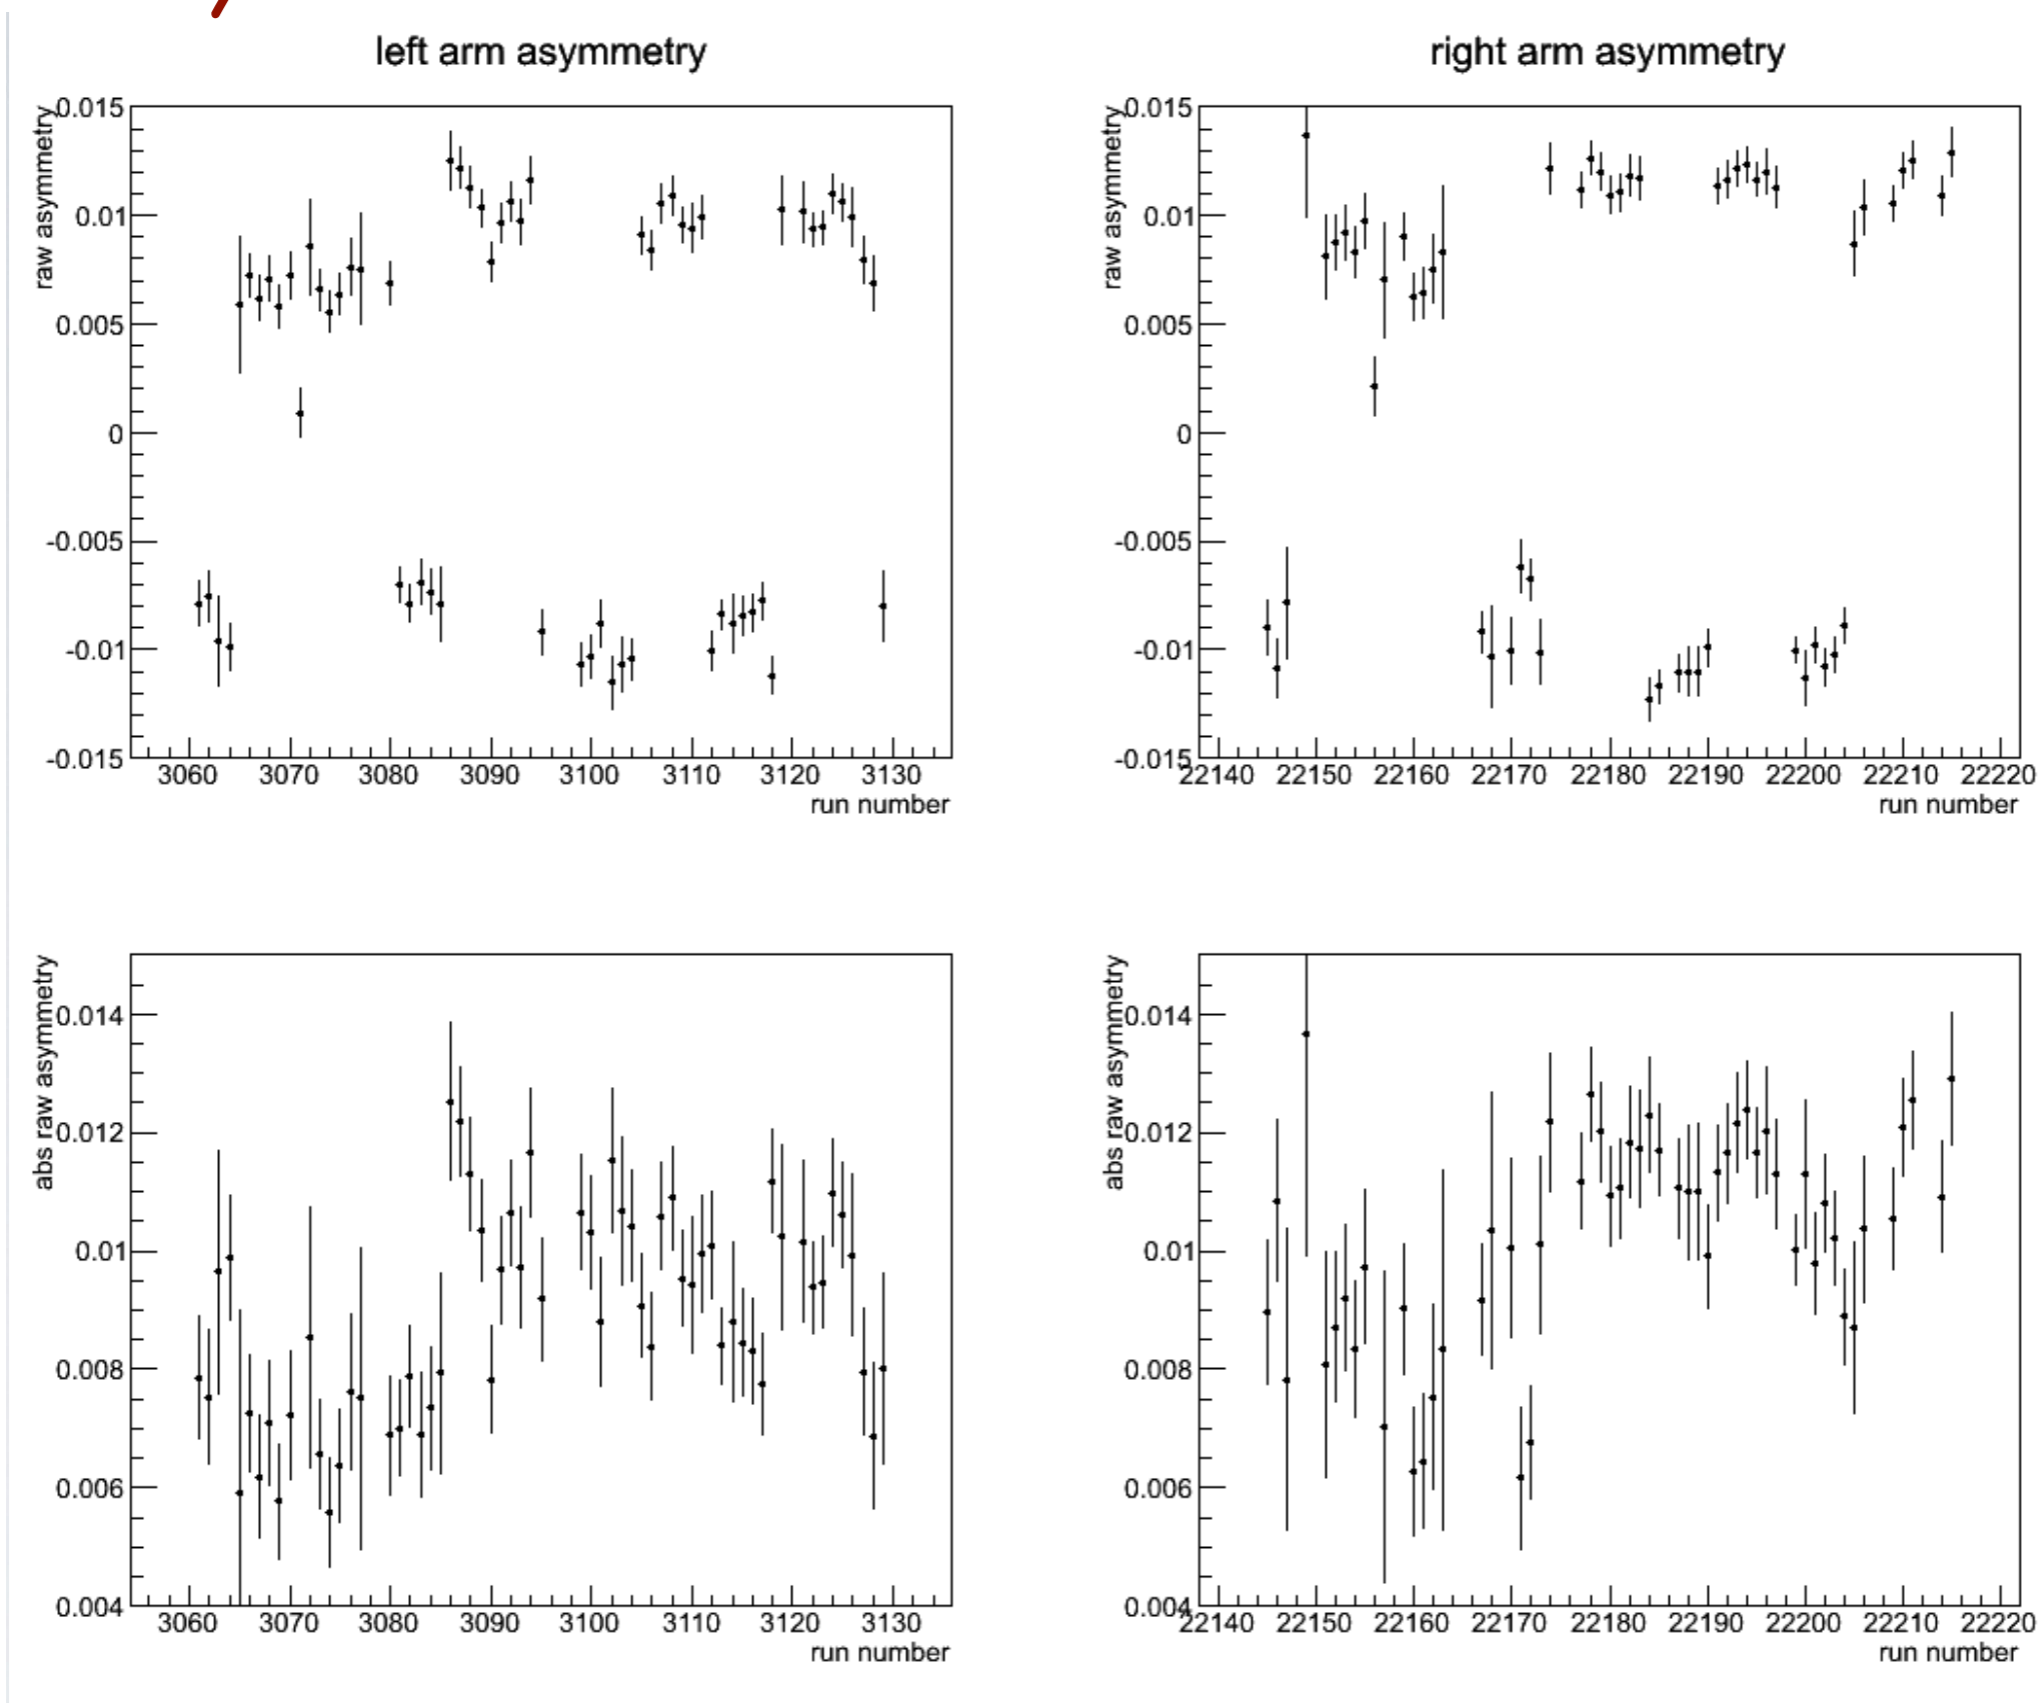 left arm asymmetry
right arm asymmetry
raw asymmetry
0.015
0.01
0.005
0
-0.005
-0.01
-0.015
3060 3070 3080 3090 3100 3110 3120 3130
run number
raw asymmetry
0.015
0.01
0.005
0
-0.005
-0.01
-0.015
22140 22150 22160 22170 22180 22190 22200 22210 22220
run number
abs raw asymmetry
0.014
0.012
0.01
0.008
0.006
0.004
3060 3070 3080 3090 3100 3110 3120 3130
run number
abs raw asymmetry
0.014
0.012
0.01
0.008
0.006
0.004
22140 22150 22160 22170 22180 22190 22200 22210 22220
run number